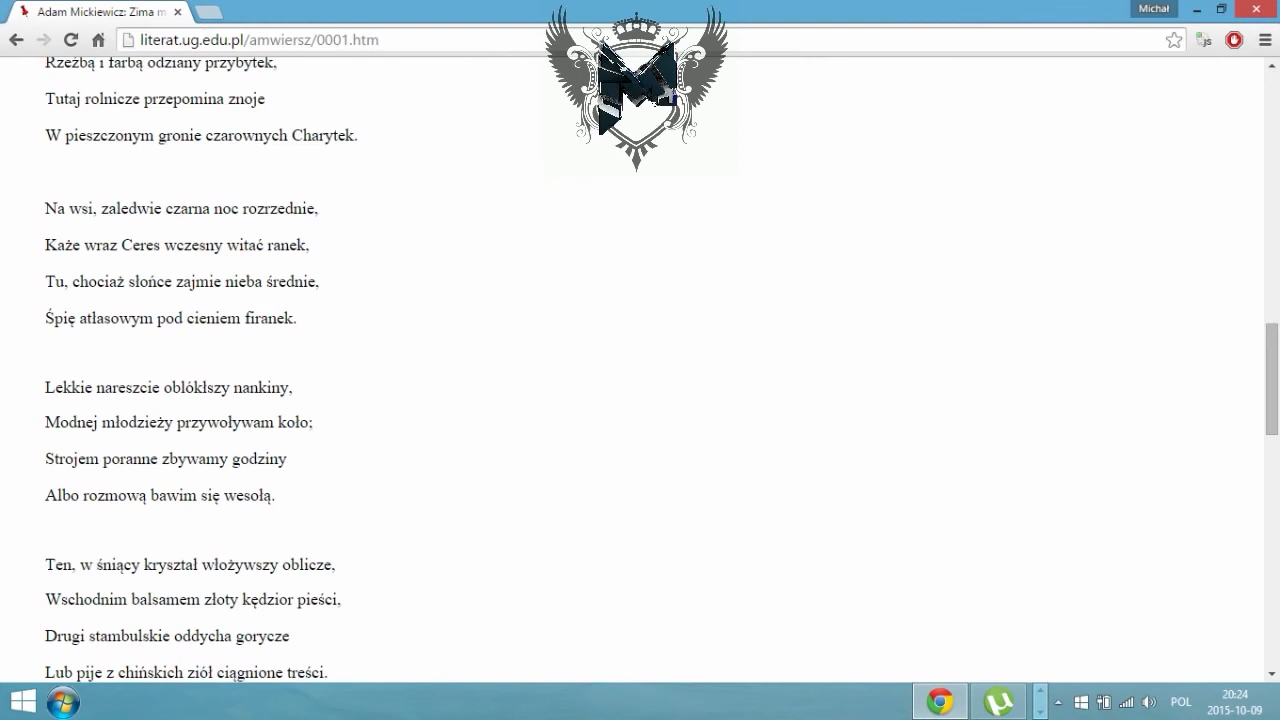 Adam Mickiewicz: Zima m
Michał
literat.ug.edu.pl/amwiersz/0001.htm
js
Rzeźbą i farbą odziany przybytek,
Tutaj rolnicze przepomina znoje
W pieszczonym gronie czarownych Charytek.
Na wsi, zaledwie czarna noc rozrzednie,
Każe wraz Ceres wczesny witać ranek,
Tu, chociaż słońce zajmie nieba średnie,
Śpię atłasowym pod cieniem firanek.
Lekkie nareszcie oblókłszy nankiny,
Modnej młodzieży przywoływam koło;
Strojem poranne zbywamy godziny
Albo rozmową bawim się wesołą.
Ten, w śniący kryształ włożywszy oblicze,
Wschodnim balsamem złoty kędzior pieści,
Drugi stambulskie oddycha gorycze
Lub pije z chińskich ziół ciągnione treści.
POL
20:24
2015-10-09